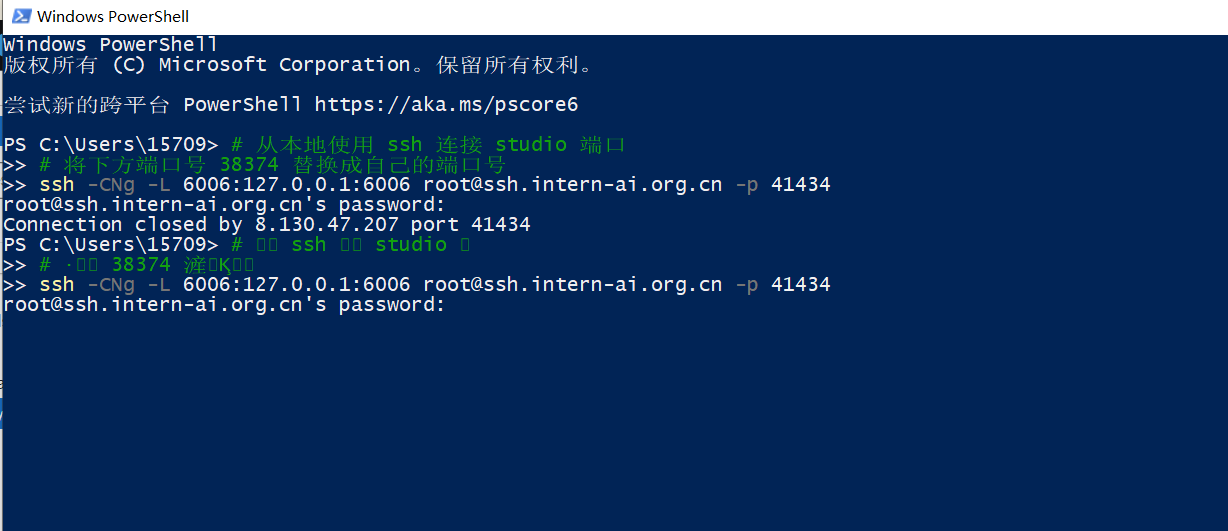 Windows PowerShell
Windows PowerShell
版权所有 (C) Microsoft Corporation。保留所有权利。
尝试新的跨平台 PowerShell https://aka.ms/pscore6
PS C:\Users\15709> # 从本地使用 ssh 连接 studio 端口
>> # 将下方端口号 38374 替换成自己的端口号
>> ssh -CNg -L 6006:127.0.0.1:6006 root@ssh.intern-ai.org.cn -p 41434
root@ssh.intern-ai.org.cn's password:
Connection closed by 8.130.47.207 port 41434
PS C:\Users\15709> # ssh studio
>> # 38374
>> ssh -CNg -L 6006:127.0.0.1:6006 root@ssh.intern-ai.org.cn -p 41434
root@ssh.intern-ai.org.cn's password: